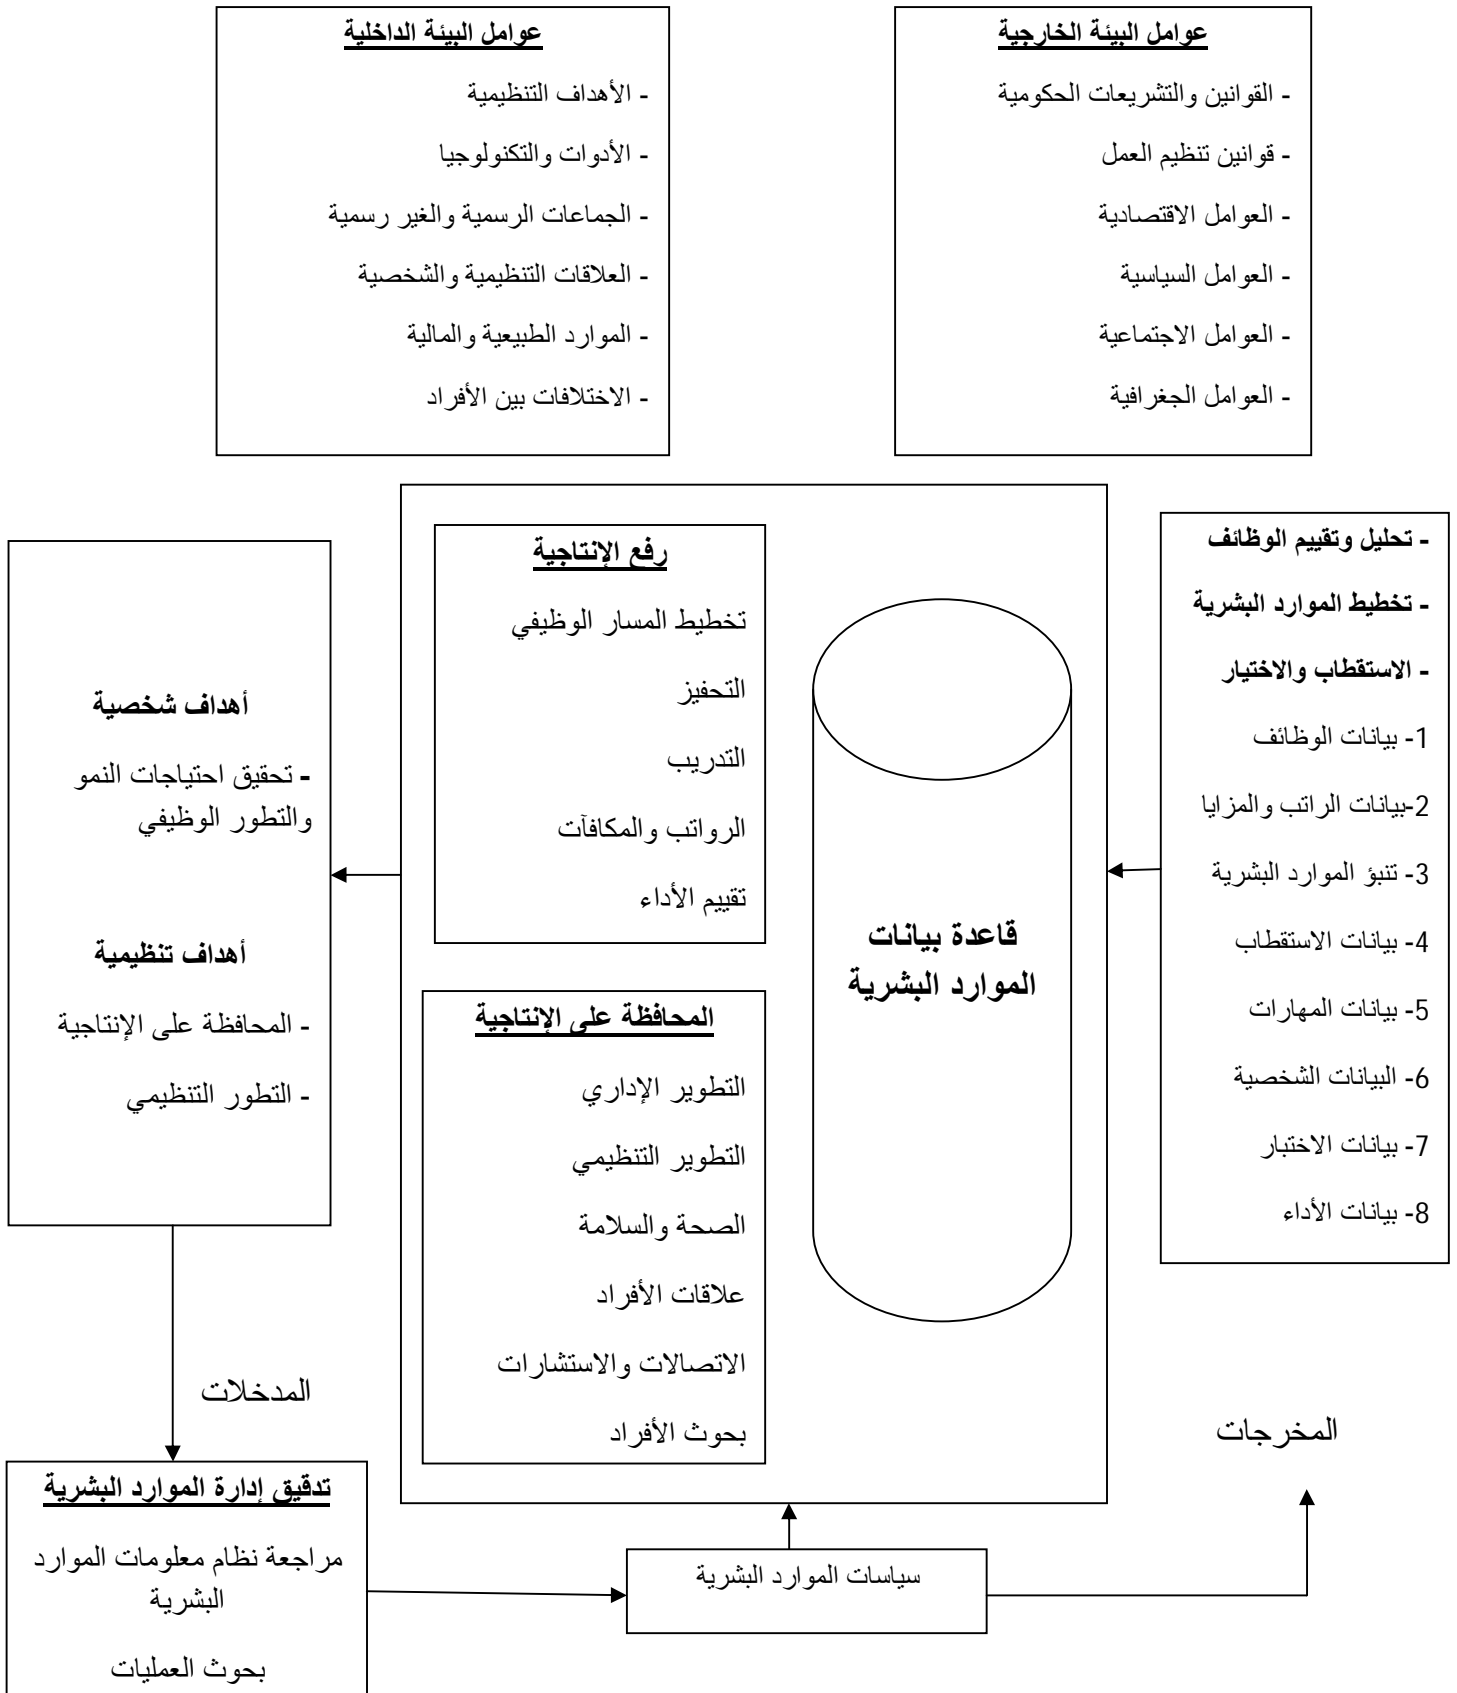 عوامل البيئة الخارجية
- القوانين والتشريعات الحكومية
- قوانين تنظيم العمل
- العوامل الاقتصادية
- العوامل السياسية
- العوامل الاجتماعية
- العوامل الجغرافية
عوامل البيئة الداخلية
- الأهداف التنظيمية
- الأدوات والتكنولوجيا
- الجماعات الرسمية والغير رسمية
- العلاقات التنظيمية والشخصية
- الموارد الطبيعية والمالية
- الاختلافات بين الأفراد
- تحليل وتقييم الوظائف
- تخطيط الموارد البشرية
- الاستقطاب والاختيار
1- بيانات الوظائف
2-بيانات الراتب والمزايا
3- تنبؤ الموارد البشرية
4- بيانات الاستقطاب
5- بيانات المهارات
6- البيانات الشخصية
7- بيانات الاختبار
8- بيانات الأداء
قاعدة بيانات
الموارد البشرية
رفع الإنتاجية
تخطيط المسار الوظيفي
التحفيز
التدريب
الرواتب والمكافآت
تقييم الأداء
المحافظة على الإنتاجية
التطوير الإداري
التطوير التنظيمي
الصحة والسلامة
علاقات الأفراد
الاتصالات والاستشارات
بحوث الأفراد
أهداف شخصية
- تحقيق احتياجات النمو
والتطور الوظيفي
أهداف تنظيمية
- المحافظة على الإنتاجية
- التطور التنظيمي
المخرجات
المدخلات
سياسات الموارد البشرية
تدقيق إدارة الموارد البشرية
مراجعة نظام معلومات الموارد
البشرية
بحوث العمليات